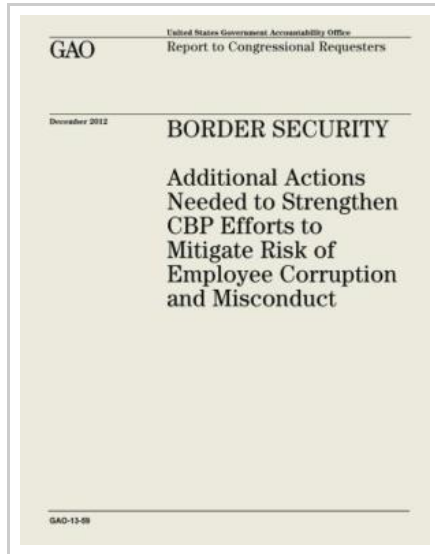 United States Government Accountability Office
GAO
Report to Congressional Requesters
December 2012
BORDER SECURITY
Additional Actions
Needed to Strengthen
CBP Efforts to
Mitigate Risk of
Employee Corruption
and Misconduct
GAO-13-59